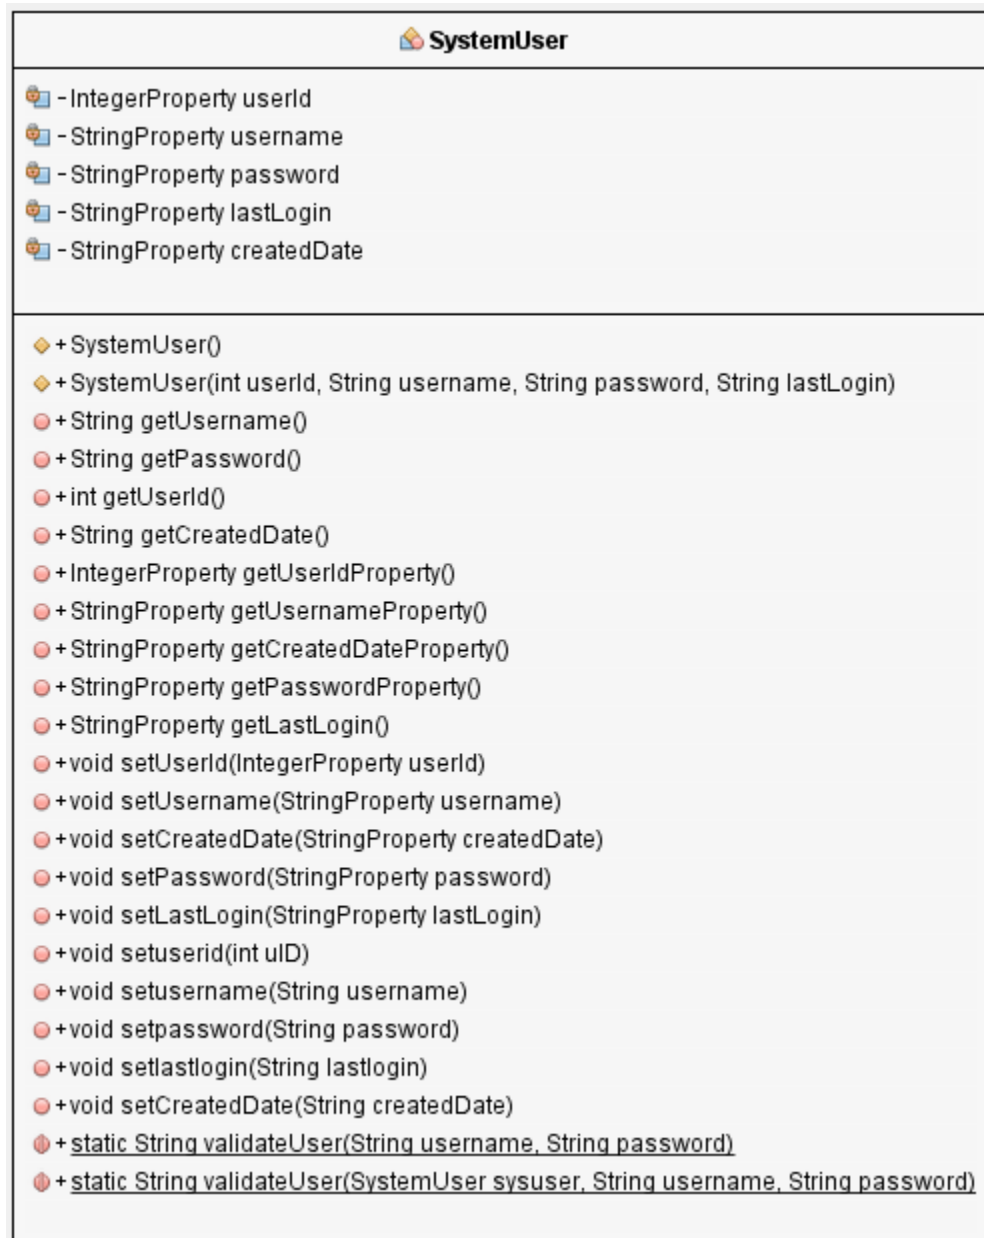 SystemUser
-IntegerProperty userId
-StringProperty username
-StringProperty password
-StringProperty lastLogin
-StringProperty createdDate
+SystemUser()
+SystemUser(int userId, String username, String password, String lastLogin)
+String getUsername()
+String getPassword()
+int getUserId()
+String getCreatedDate()
+IntegerProperty getUserIdProperty()
+StringProperty getUsernameProperty()
+StringProperty getCreatedDateProperty()
+StringProperty getPasswordProperty()
+StringProperty getLastLogin()
+void setUserId(IntegerProperty userId)
+void setUsername(StringProperty username)
+void setCreatedDate(StringProperty createdDate)
+void setPassword(StringProperty password)
+void setLastLogin(StringProperty lastLogin)
+void setuserid(int uID)
+void setusername(String username)
+void setpassword(String password)
+void setlastlogin(String lastlogin)
+void setCreatedDate(String createdDate)
+static String validateUser(String username, String password)
+static String validateUser(SystemUser sysuser, String username, String password)